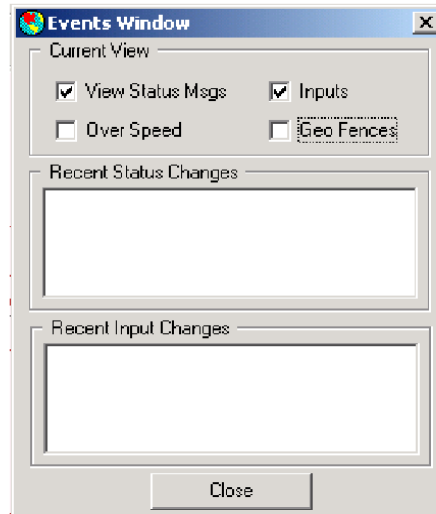 Events Window
Current View
View Status Msgs
Inputs
Over Speed
Geo Fences
Recent Status Changes
Recent Input Changes
Close